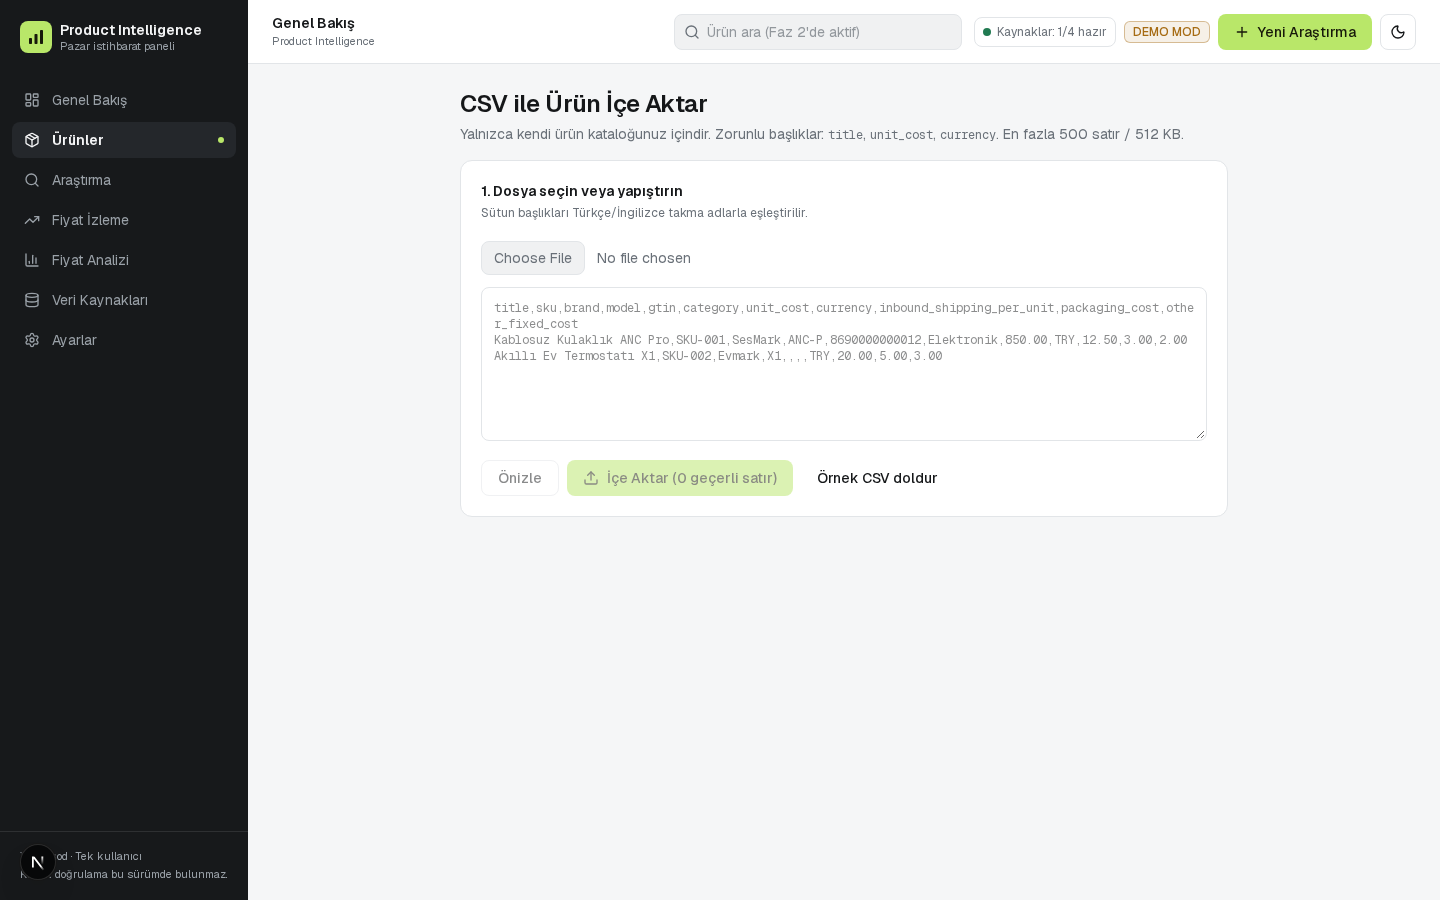 Product Intelligence
Pazar istihbarat paneli
Genel Bakış
Ürünler
Araştırma
Fiyat İzleme
Fiyat Analizi
Veri Kaynakları
Ayarlar
od · Tek kullanıcı
doğrulama bu sürümde bulunmaz.
N
Genel Bakış
Product Intelligence
Ürün ara (Faz 2'de aktif)
Kaynaklar: 1/4 hazır
DEMO MOD
Yeni Araştırma
CSV ile Ürün İçe Aktar
Yalnızca kendi ürün kataloğunuz içindir. Zorunlu başlıklar: title, unit_cost, currency. En fazla 500 satır / 512 KB.
1. Dosya seçin veya yapıştırın
Sütun başlıkları Türkçe/İngilizce takma adlarla eşleştirilir.
Choose File No file chosen
title,sku,brand,model,gtin,category,unit_cost,currency,inbound_shipping_per_unit,packaging_cost,othe
r_fixed_cost
Kablosuz Kulaklık ANC Pro,SKU-001,SesMark,ANC-P,8690000000012,Elektronik,850.00,TRY,12.50,3.00,2.00
Akıllı Ev Termostatı X1,SKU-002,Evmark,X1,,,,TRY,20.00,5.00,3.00
Önizle
İçe Aktar (0 geçerli satır)
Örnek CSV doldur